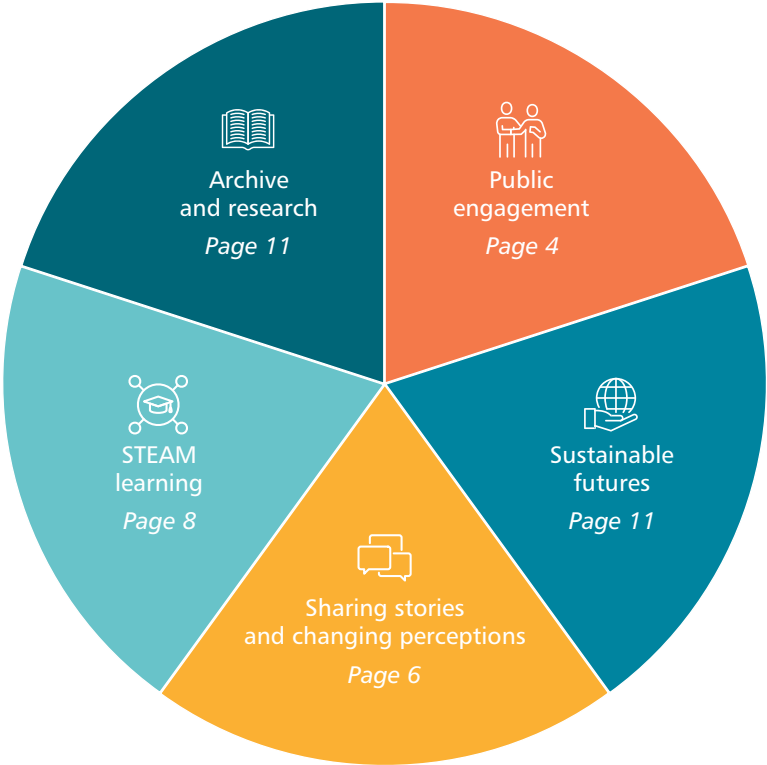 Archive
and research
Page 11
Public
engagement
Page 4
STEAM
learning
Page 8
Sustainable
futures
Page 11
Sharing stories
and changing perceptions
Page 6